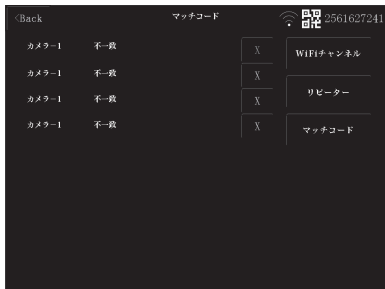 <Back マッチコード 2561627241
カメラ-1 不一致 X WiFiチャンネル
カメラ-1 不一致 X
リピーター
カメラ-1 不一致 X
カメラ-1 不一致 X マッチコード